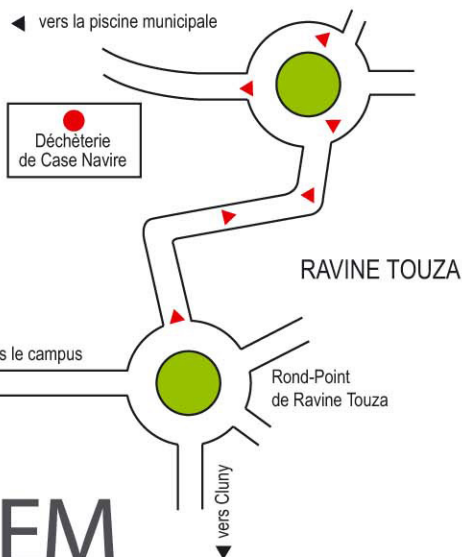 vers la piscine municipale
Déchèterie
de Case Navire
RAVINE TOUZA
s le campus
Rond-Point
de Ravine Touza
vers Cluny
EM